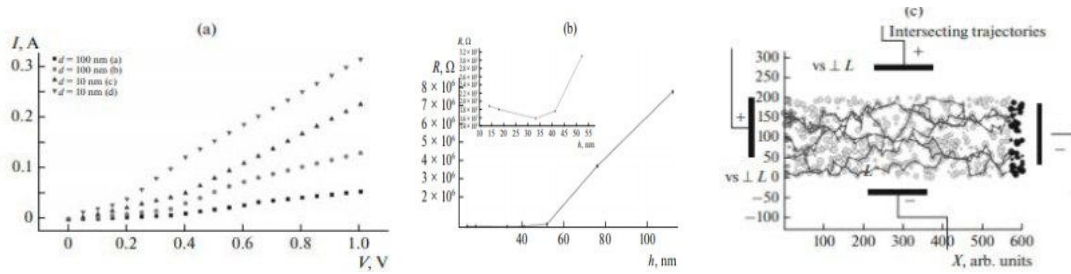 (a)
I, A
0.3
0.2
0.1
0
d = 100 nm (a)
d = 100 nm (b)
d = 10 nm (c)
d = 10 nm (d)
0 0.2 0.4 0.6 0.8 1.0
V, V
(b)
R, Ω
8 × 10⁶
7 × 10⁶
6 × 10⁶
5 × 10⁶
4 × 10⁶
3 × 10⁶
2 × 10⁶
40 60 80 100
h, nm
R, Ω
10 15 20 25 30 35 40 45 50 55
h, nm
(c)
Intersecting trajectories
300
250
200
150
100
50
0
−50
−100
vs ⊥ L
+
+
−
vs ⊥ L
L
−
100 200 300 400 500 600
X, arb. units